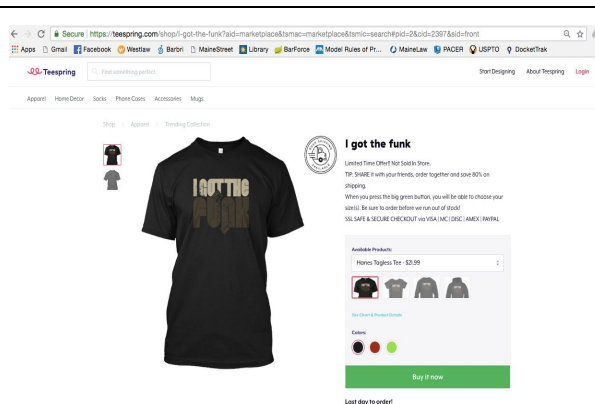 Secure https://teespring.com/shop/i-got-the-funk?aid=marketplace&tsmac=marketplace&tsmic=search#pid=2&cid=2397&sid=front
Apps Gmail Facebook Westlaw Barbri MaineStreet Library BarForce Model Rules of Pr... MaineLaw PACER USPTO DocketTrak
Teespring Find something perfect Start Designing About Teespring Login
Apparel Home Decor Socks Phone Cases Accessories Mugs
Shop Apparel Trending Collection
I GOT THE
FUNK
I got the funk
Limited Time Offer!! Not Sold In Store.
TIP: SHARE it with your friends, order together and save 80% on
shipping.
When you press the big green button, you will be able to choose your
size(s). Be sure to order before we run out of stock!
SSL SAFE & SECURE CHECKOUT via VISA | MC | DISC | AMEX | PAYPAL
Available Products:
Hanes Tagless Tee - $21.99
Size Chart & Product Details
Colors:
Buy it now
Last day to order!